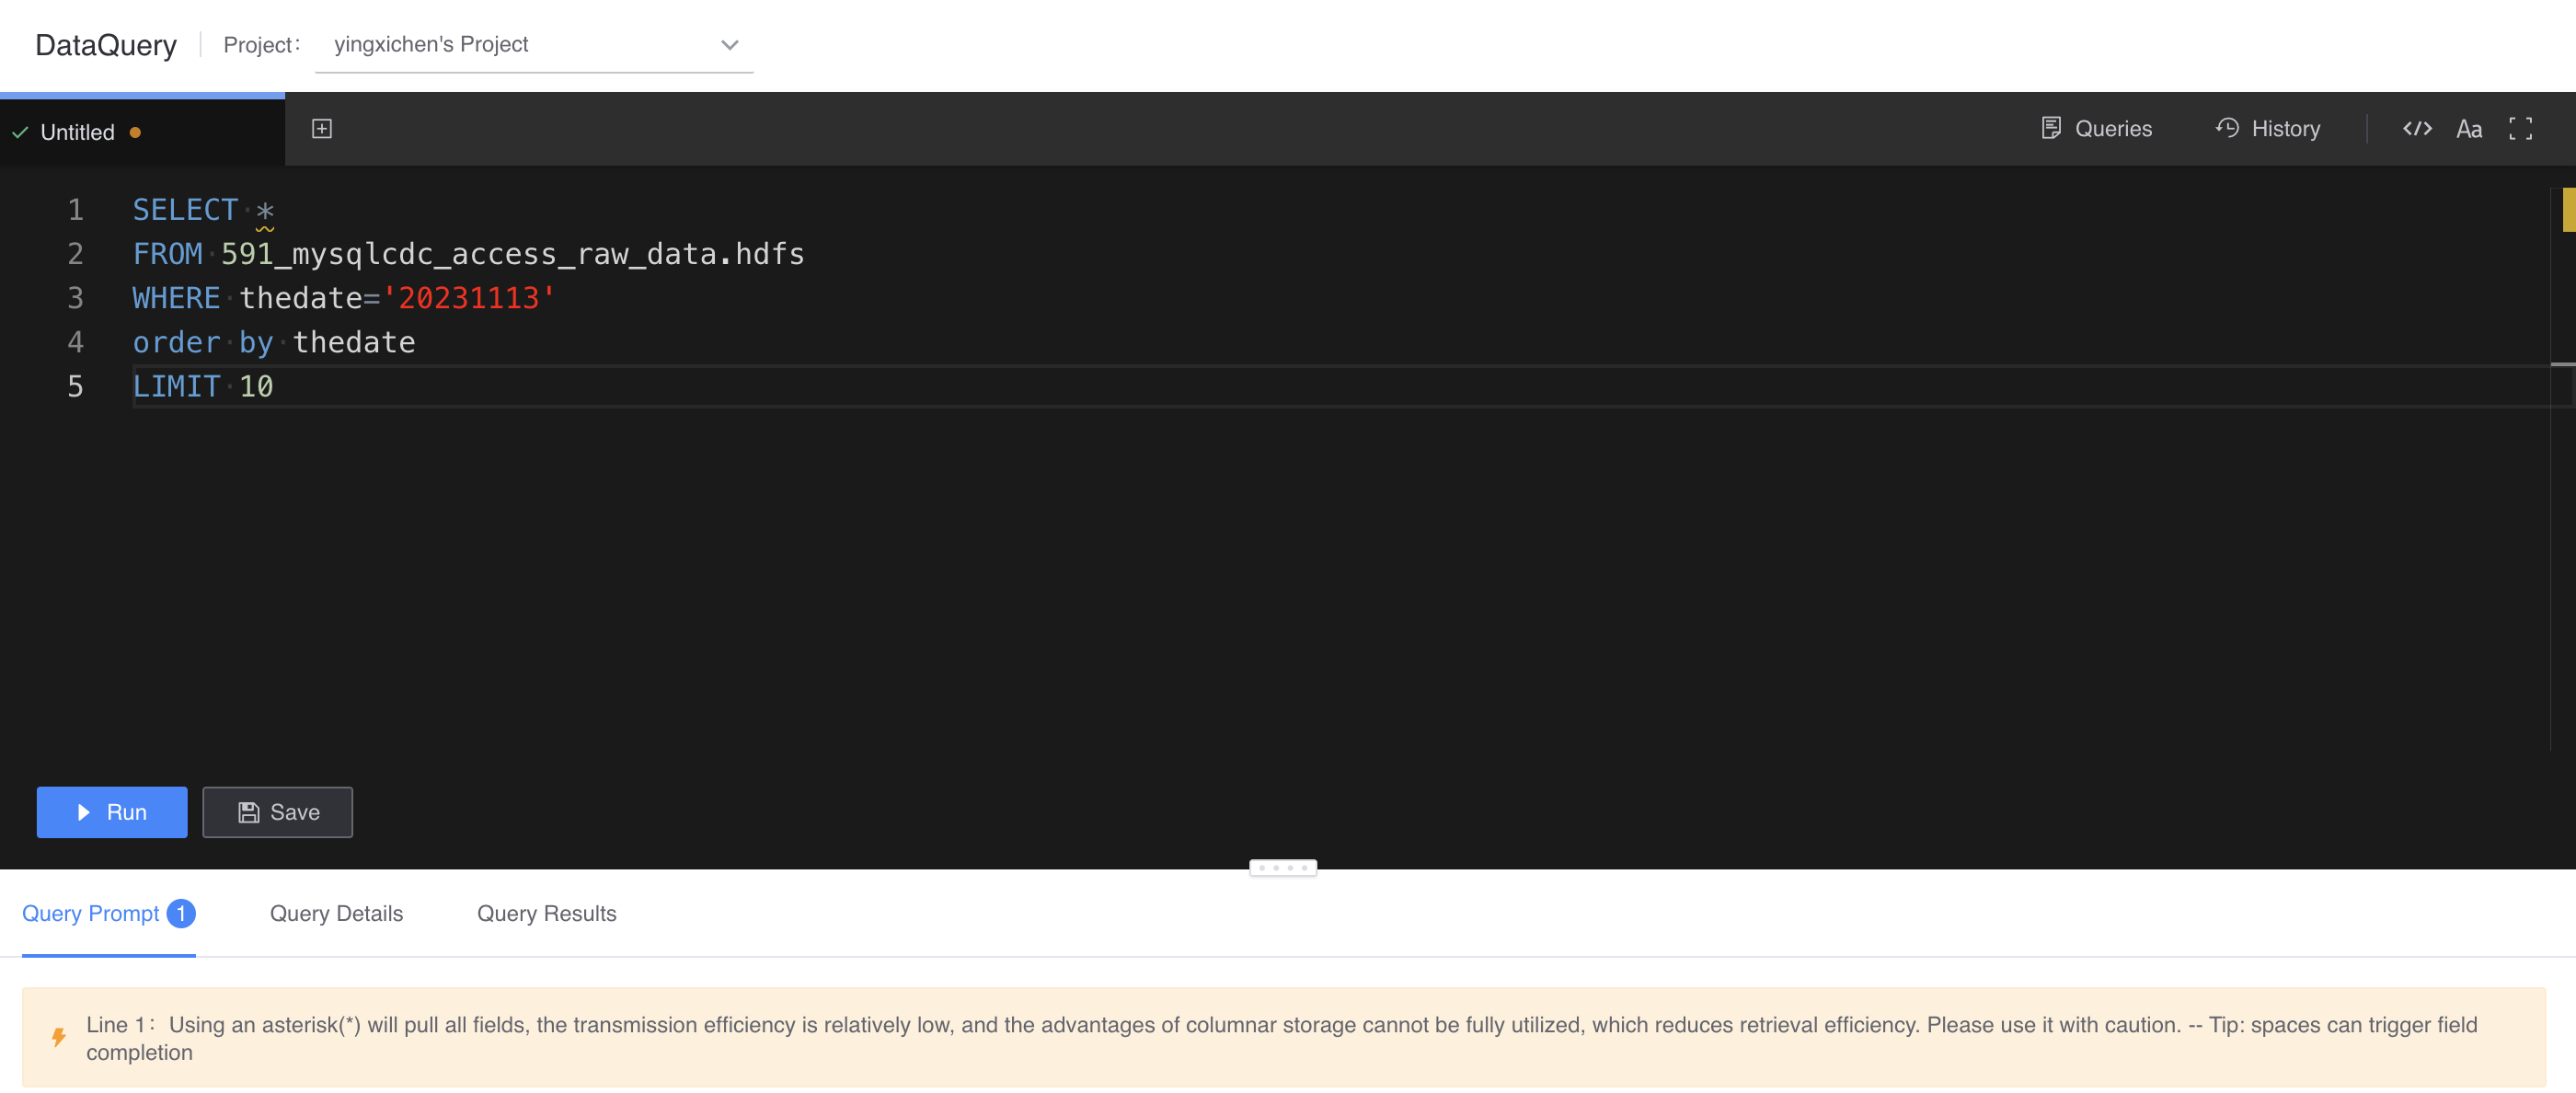 DataQuery Project： yingxichen's Project
Untitled Queries History Aa
1 SELECT *
2 FROM 591_mysqlcdc_access_raw_data.hdfs
3 WHERE thedate='20231113'
4 order by thedate
5 LIMIT 10
Run Save
Query Prompt 1 Query Details Query Results
Line 1： Using an asterisk(*) will pull all fields, the transmission efficiency is relatively low, and the advantages of columnar storage cannot be fully utilized, which reduces retrieval efficiency. Please use it with caution. -- Tip: spaces can trigger field
completion